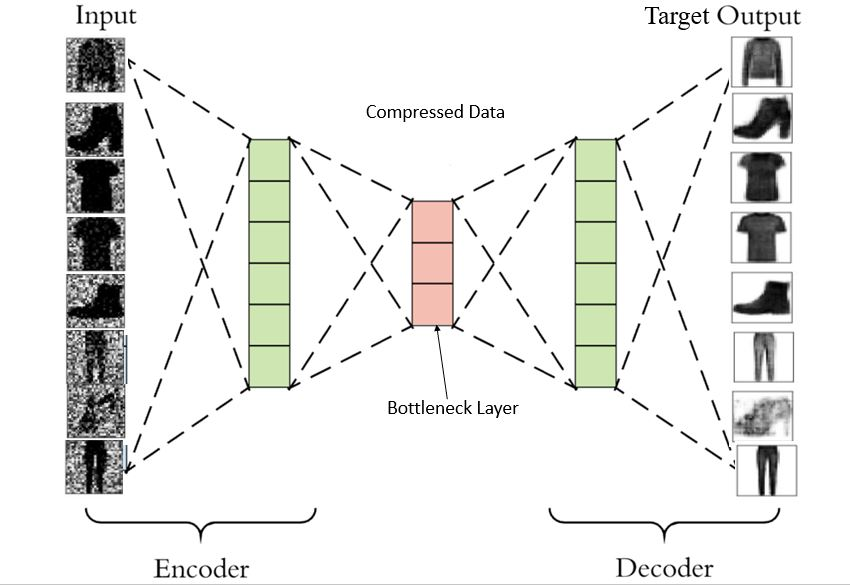 Input
Target Output
Compressed Data
Bottleneck Layer
Encoder
Decoder